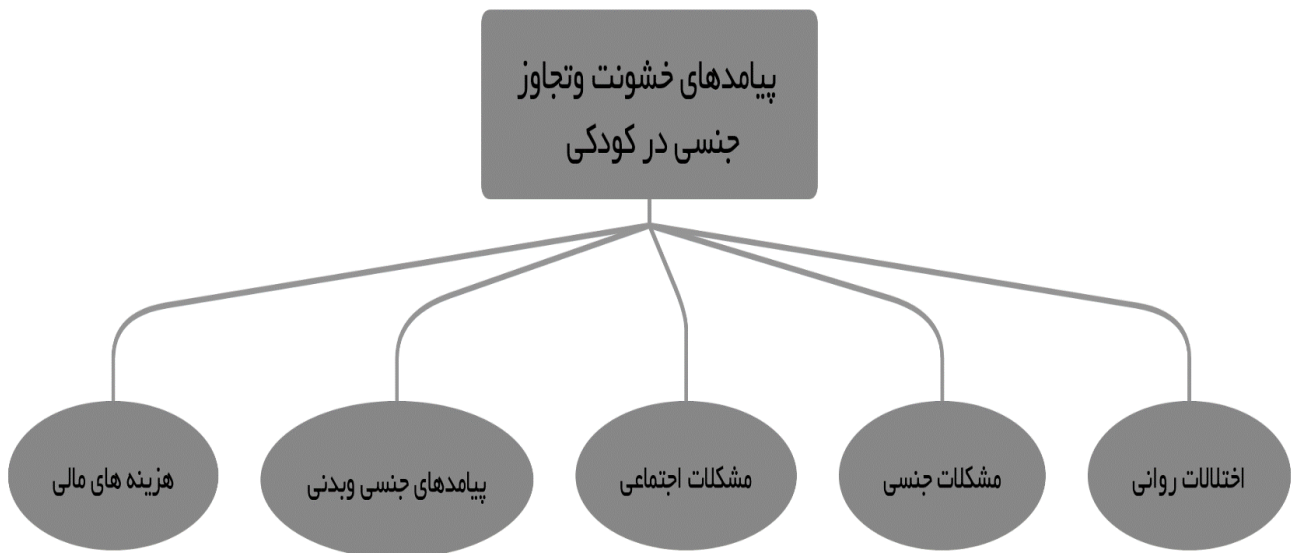 پیامدهای خشونت وتجاوز
جنسی در کودکی
اختلالات روانی
مشکلات جنسی
مشکلات اجتماعی
پیامدهای جنسی وبدنی
هزینه های مالی